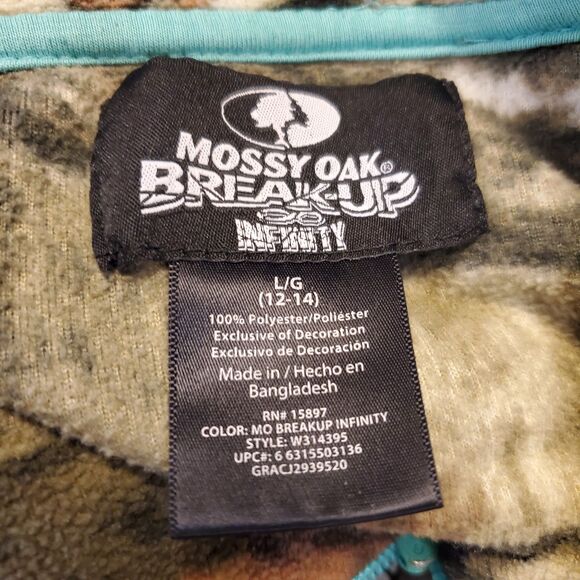 MOSSY OAK®
BREAK-UP
INFINITY
L/G
(12-14)
100% Polyester/Poliéster
Exclusive of Decoration
Exclusivo de Decoración
Made in / Hecho en
Bangladesh
RN# 15897
COLOR: MO BREAKUP INFINITY
STYLE: W314395
UPC#: 6 6315503136
GRACJ2939520